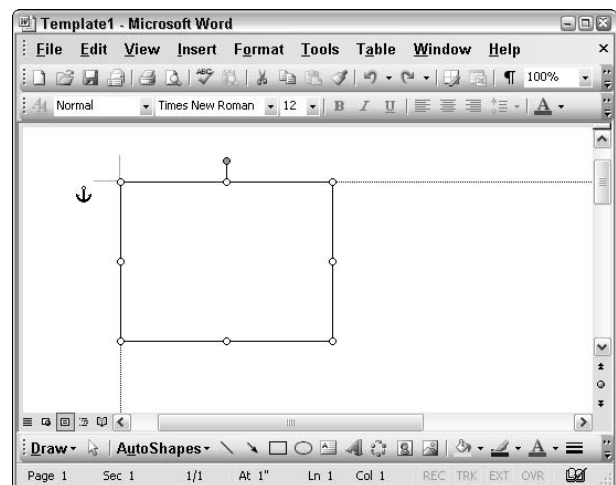 Template1 - Microsoft Word
File Edit View Insert Format Tools Table Window Help ×
¶ 100%
Normal Times New Roman 12 B I U A
Draw AutoShapes A A
Page 1 Sec 1 1/1 At 1" Ln 1 Col 1 REC TRK EXT OVR